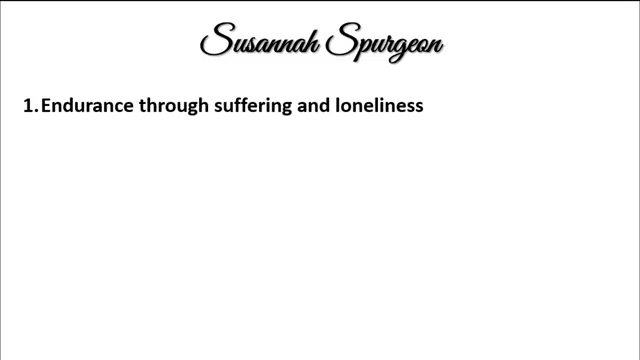 Susannah Spurgeon
1. Endurance through suffering and loneliness